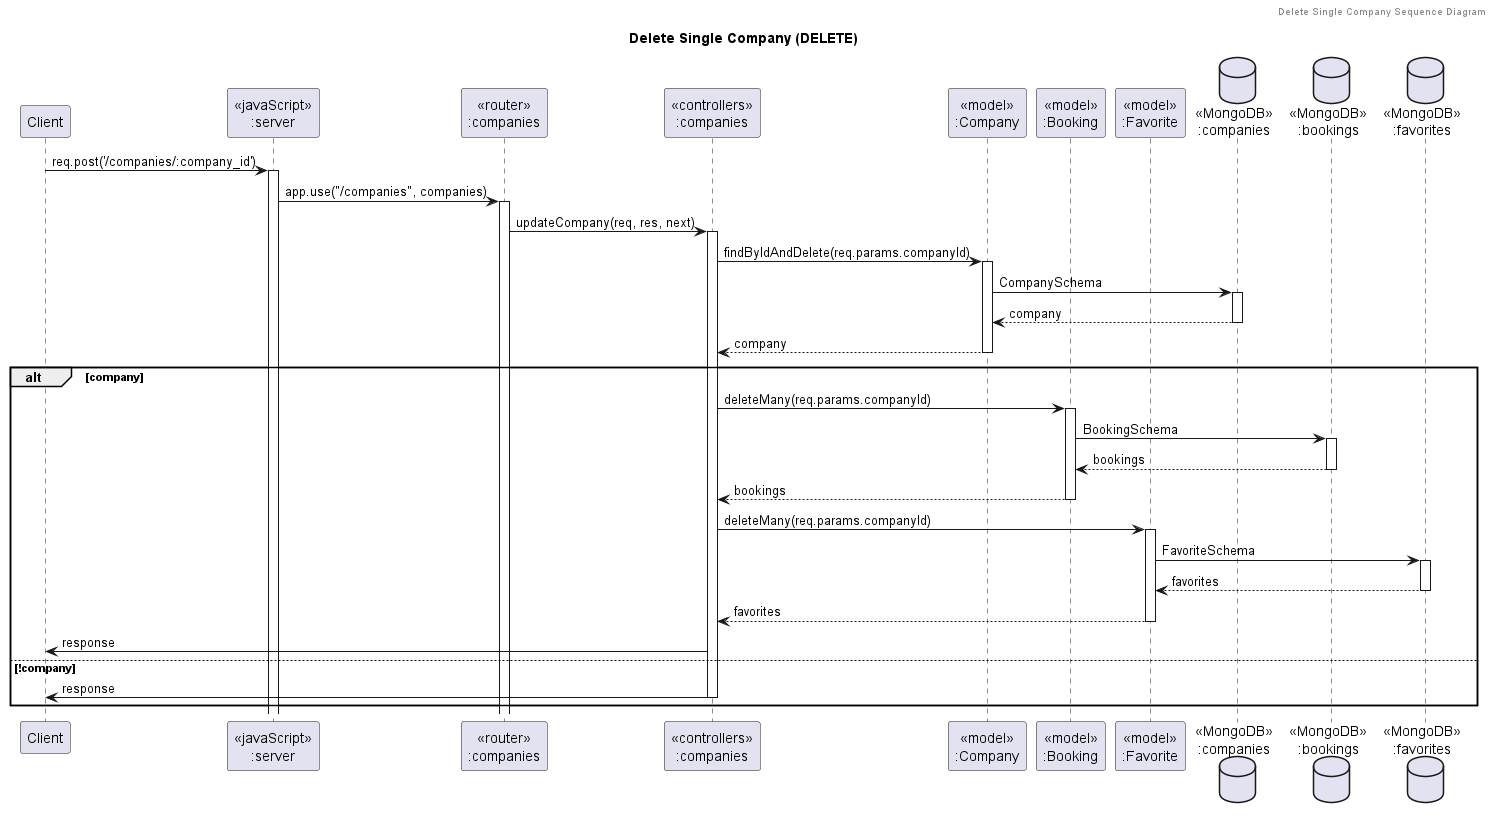 Delete Single Company Sequence Diagram
Delete Single Company (DELETE)
Client
«javaScript»
:server
«router»
:companies
«controllers»
:companies
«model»
:Company
«model»
:Booking
«model»
:Favorite
«MongoDB»
:companies
«MongoDB»
:bookings
«MongoDB»
:favorites
req.post('/companies/:company_id')
app.use("/companies", companies)
updateCompany(req, res, next)
findByIdAndDelete(req.params.companyId)
CompanySchema
company
company
alt [company]
deleteMany(req.params.companyId)
BookingSchema
bookings
bookings
deleteMany(req.params.companyId)
FavoriteSchema
favorites
favorites
response
[!company]
response
Client
«javaScript»
:server
«router»
:companies
«controllers»
:companies
«model»
:Company
«model»
:Booking
«model»
:Favorite
«MongoDB»
:companies
«MongoDB»
:bookings
«MongoDB»
:favorites